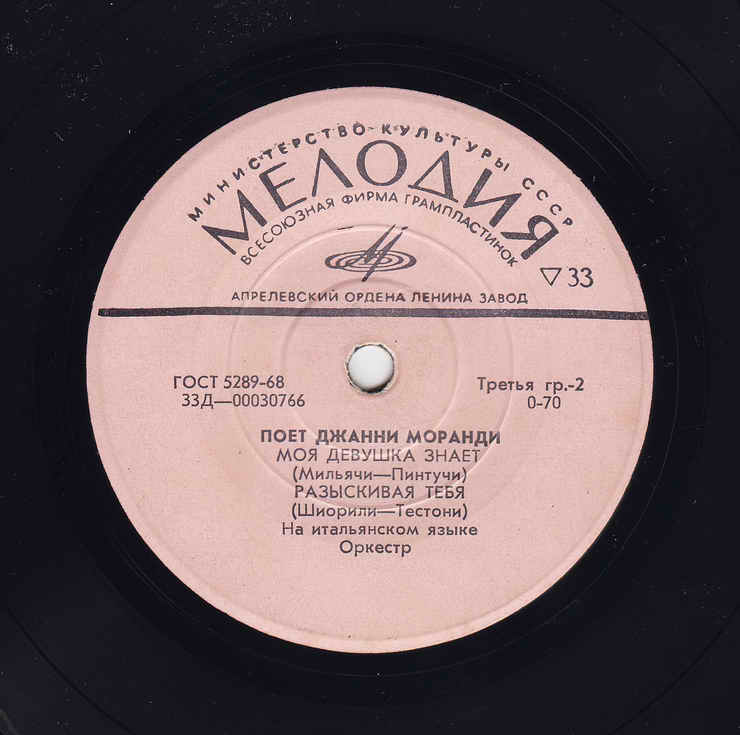 МИНИСТЕРСТВО КУЛЬТУРЫ СССР
МЕЛОДИЯ
ВСЕСОЮЗНАЯ ФИРМА ГРАМПЛАСТИНОК
33
АПРЕЛЕВСКИЙ ОРДЕНА ЛЕНИНА ЗАВОД
ГОСТ 5289-68 Третья гр.-2
33Д—00030766 0-70
ПОЕТ ДЖАННИ МОРАНДИ
МОЯ ДЕВУШКА ЗНАЕТ
(Мильячи—Пинтучи)
РАЗЫСКИВАЯ ТЕБЯ
(Шиорили—Тестони)
На итальянском языке
Оркестр